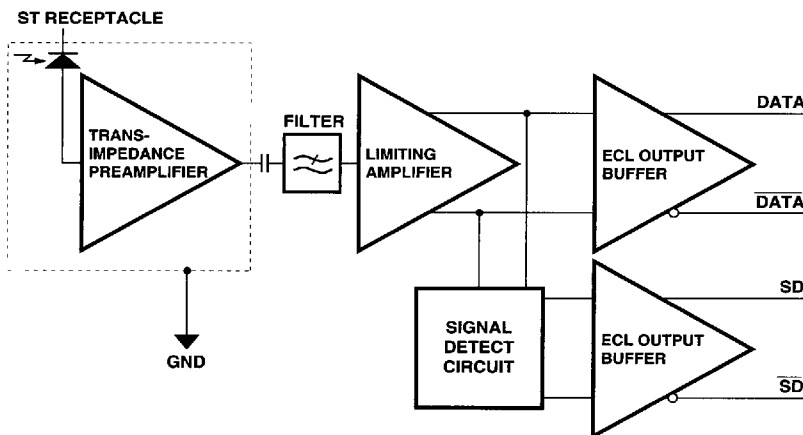 ST RECEPTACLE
TRANS-
IMPEDANCE
PREAMPLIFIER
FILTER
LIMITING
AMPLIFIER
ECL OUTPUT
BUFFER
DATA
DATA
GND
SIGNAL
DETECT
CIRCUIT
ECL OUTPUT
BUFFER
SD
SD